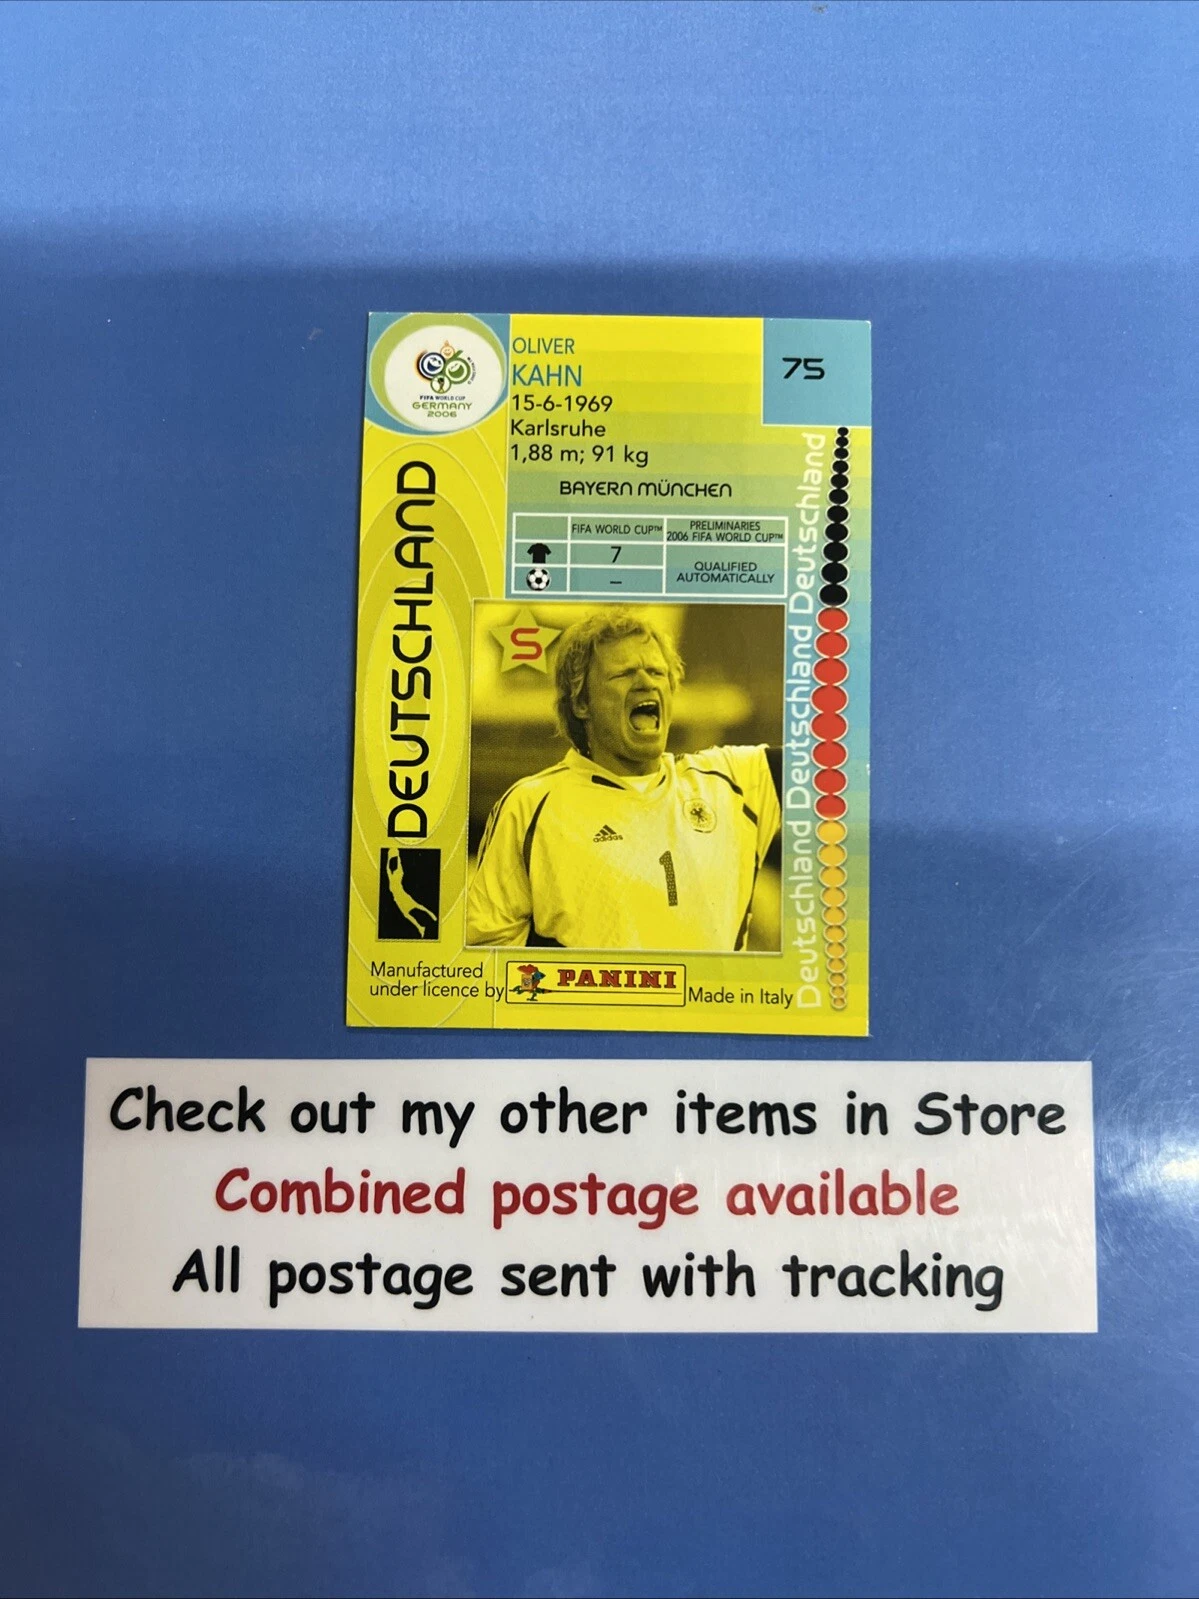 FIFA WORLD CUP
GERMANY
2006
OLIVER
KAHN
15-6-1969
Karlsruhe
1,88 m; 91 kg
75
BAYERN MÜNCHEN
FIFA WORLD CUP™
PRELIMINARIES
2006 FIFA WORLD CUP™
7
–
QUALIFIED
AUTOMATICALLY
DEUTSCHLAND
Deutschland Deutschland Deutschland
S
adidas
1
Manufactured
under licence by
PANINI
Made in Italy
Check out my other items in Store
Combined postage available
All postage sent with tracking